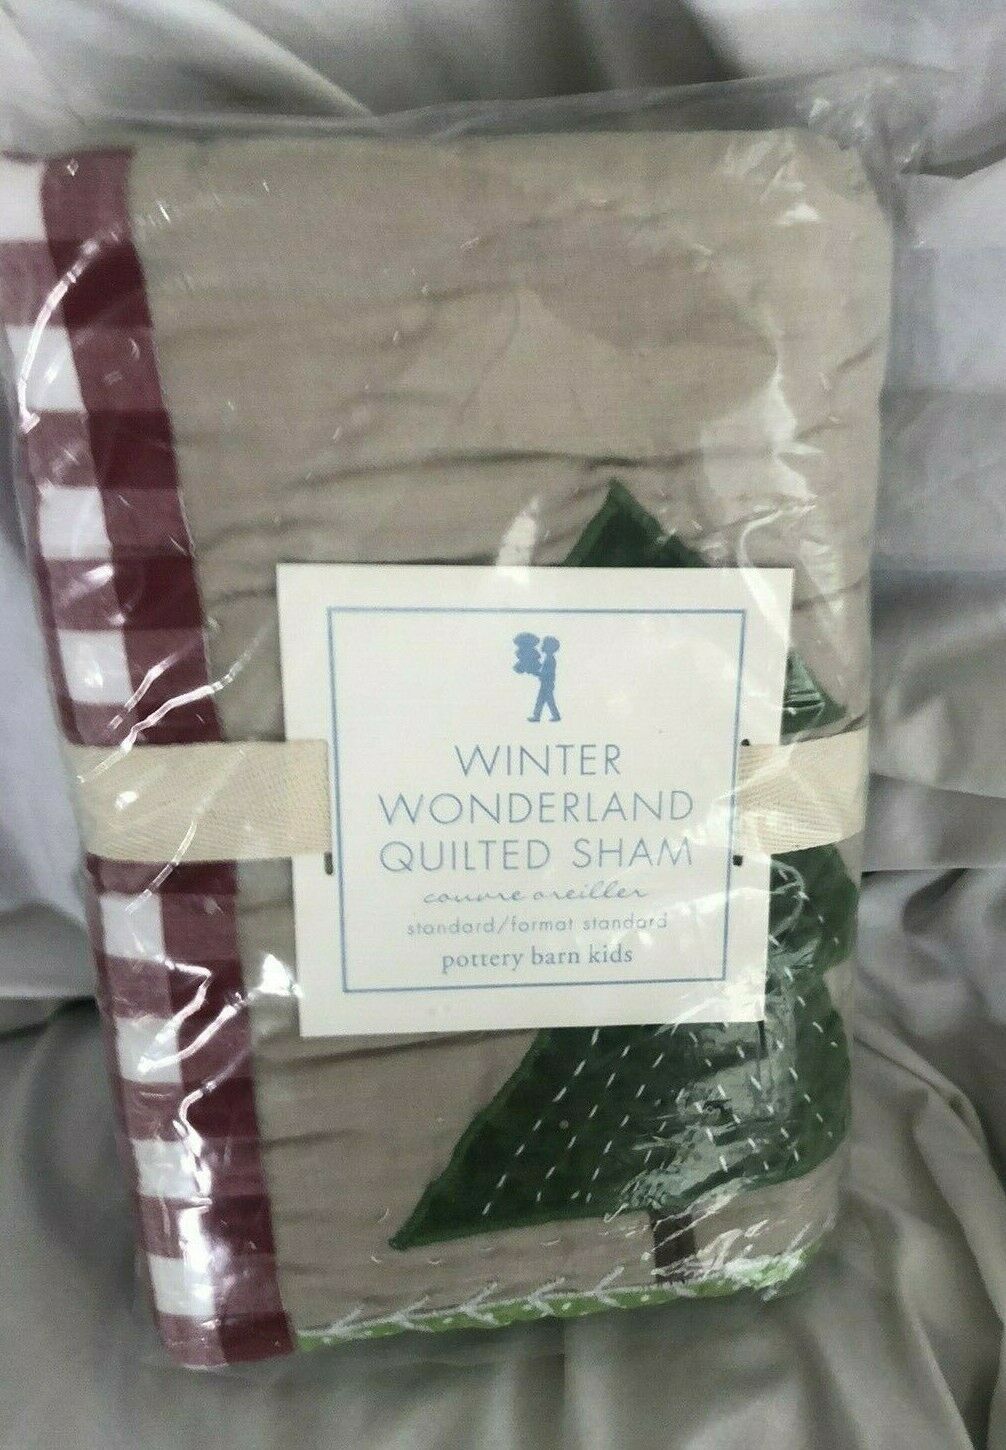 WINTER
WONDERLAND
QUILTED SHAM
couvre oreiller
standard/format standard
pottery barn kids